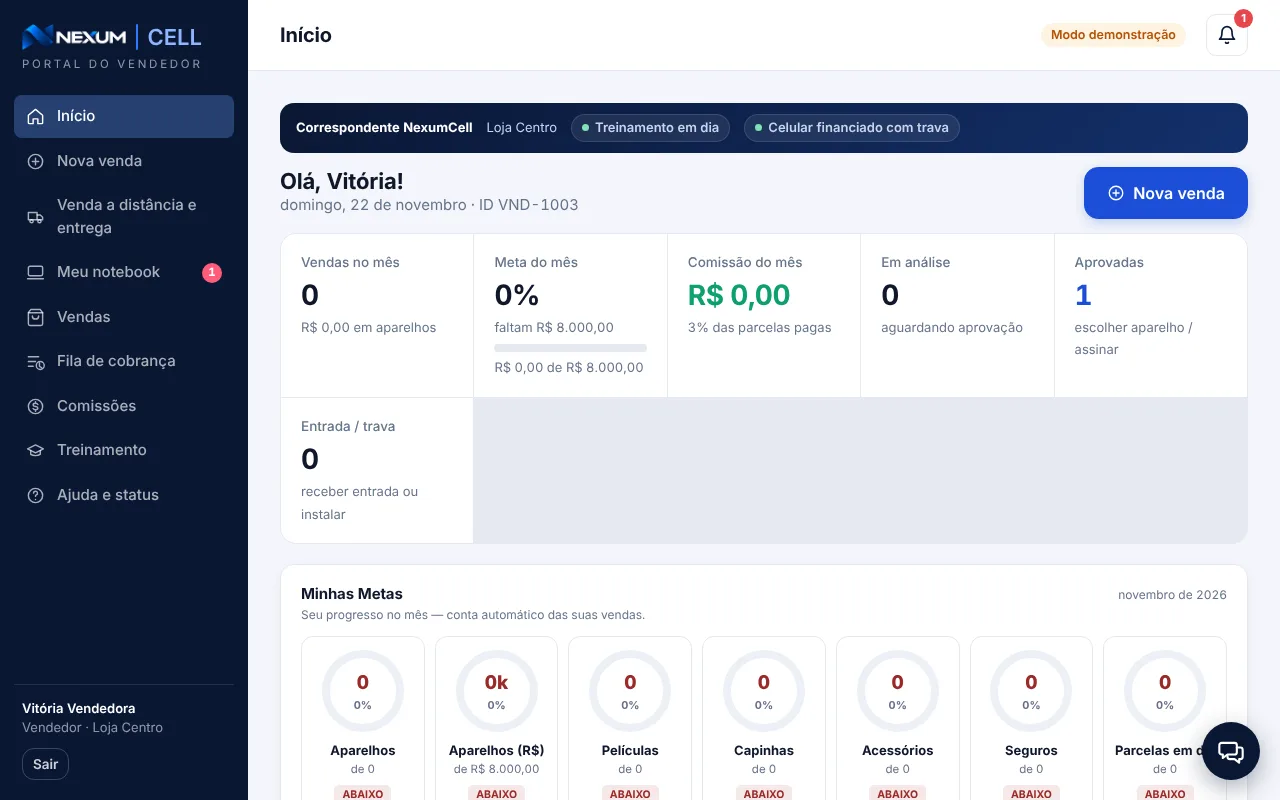 NEXUM | CELL
PORTAL DO VENDEDOR
Início
Nova venda
Venda a distância e
entrega
Meu notebook 1
Vendas
Fila de cobrança
Comissões
Treinamento
Ajuda e status
Vitória Vendedora
Vendedor · Loja Centro
Sair
Início
Modo demonstração
1
Correspondente NexumCell Loja Centro Treinamento em dia Celular financiado com trava
Olá, Vitória!
domingo, 22 de novembro · ID VND-1003
Nova venda
Vendas no mês
0
R$ 0,00 em aparelhos
Meta do mês
0%
faltam R$ 8.000,00
R$ 0,00 de R$ 8.000,00
Comissão do mês
R$ 0,00
3% das parcelas pagas
Em análise
0
aguardando aprovação
Aprovadas
1
escolher aparelho /
assinar
Entrada / trava
0
receber entrada ou
instalar
Minhas Metas
novembro de 2026
Seu progresso no mês — conta automático das suas vendas.
0
0%
Aparelhos
de 0
ABAIXO
0k
0%
Aparelhos (R$)
de R$ 8.000,00
ABAIXO
0
0%
Películas
de 0
ABAIXO
0
0%
Capinhas
de 0
ABAIXO
0
0%
Acessórios
de 0
ABAIXO
0
0%
Seguros
de 0
ABAIXO
0
0%
Parcelas em d
de 0
ABAIXO